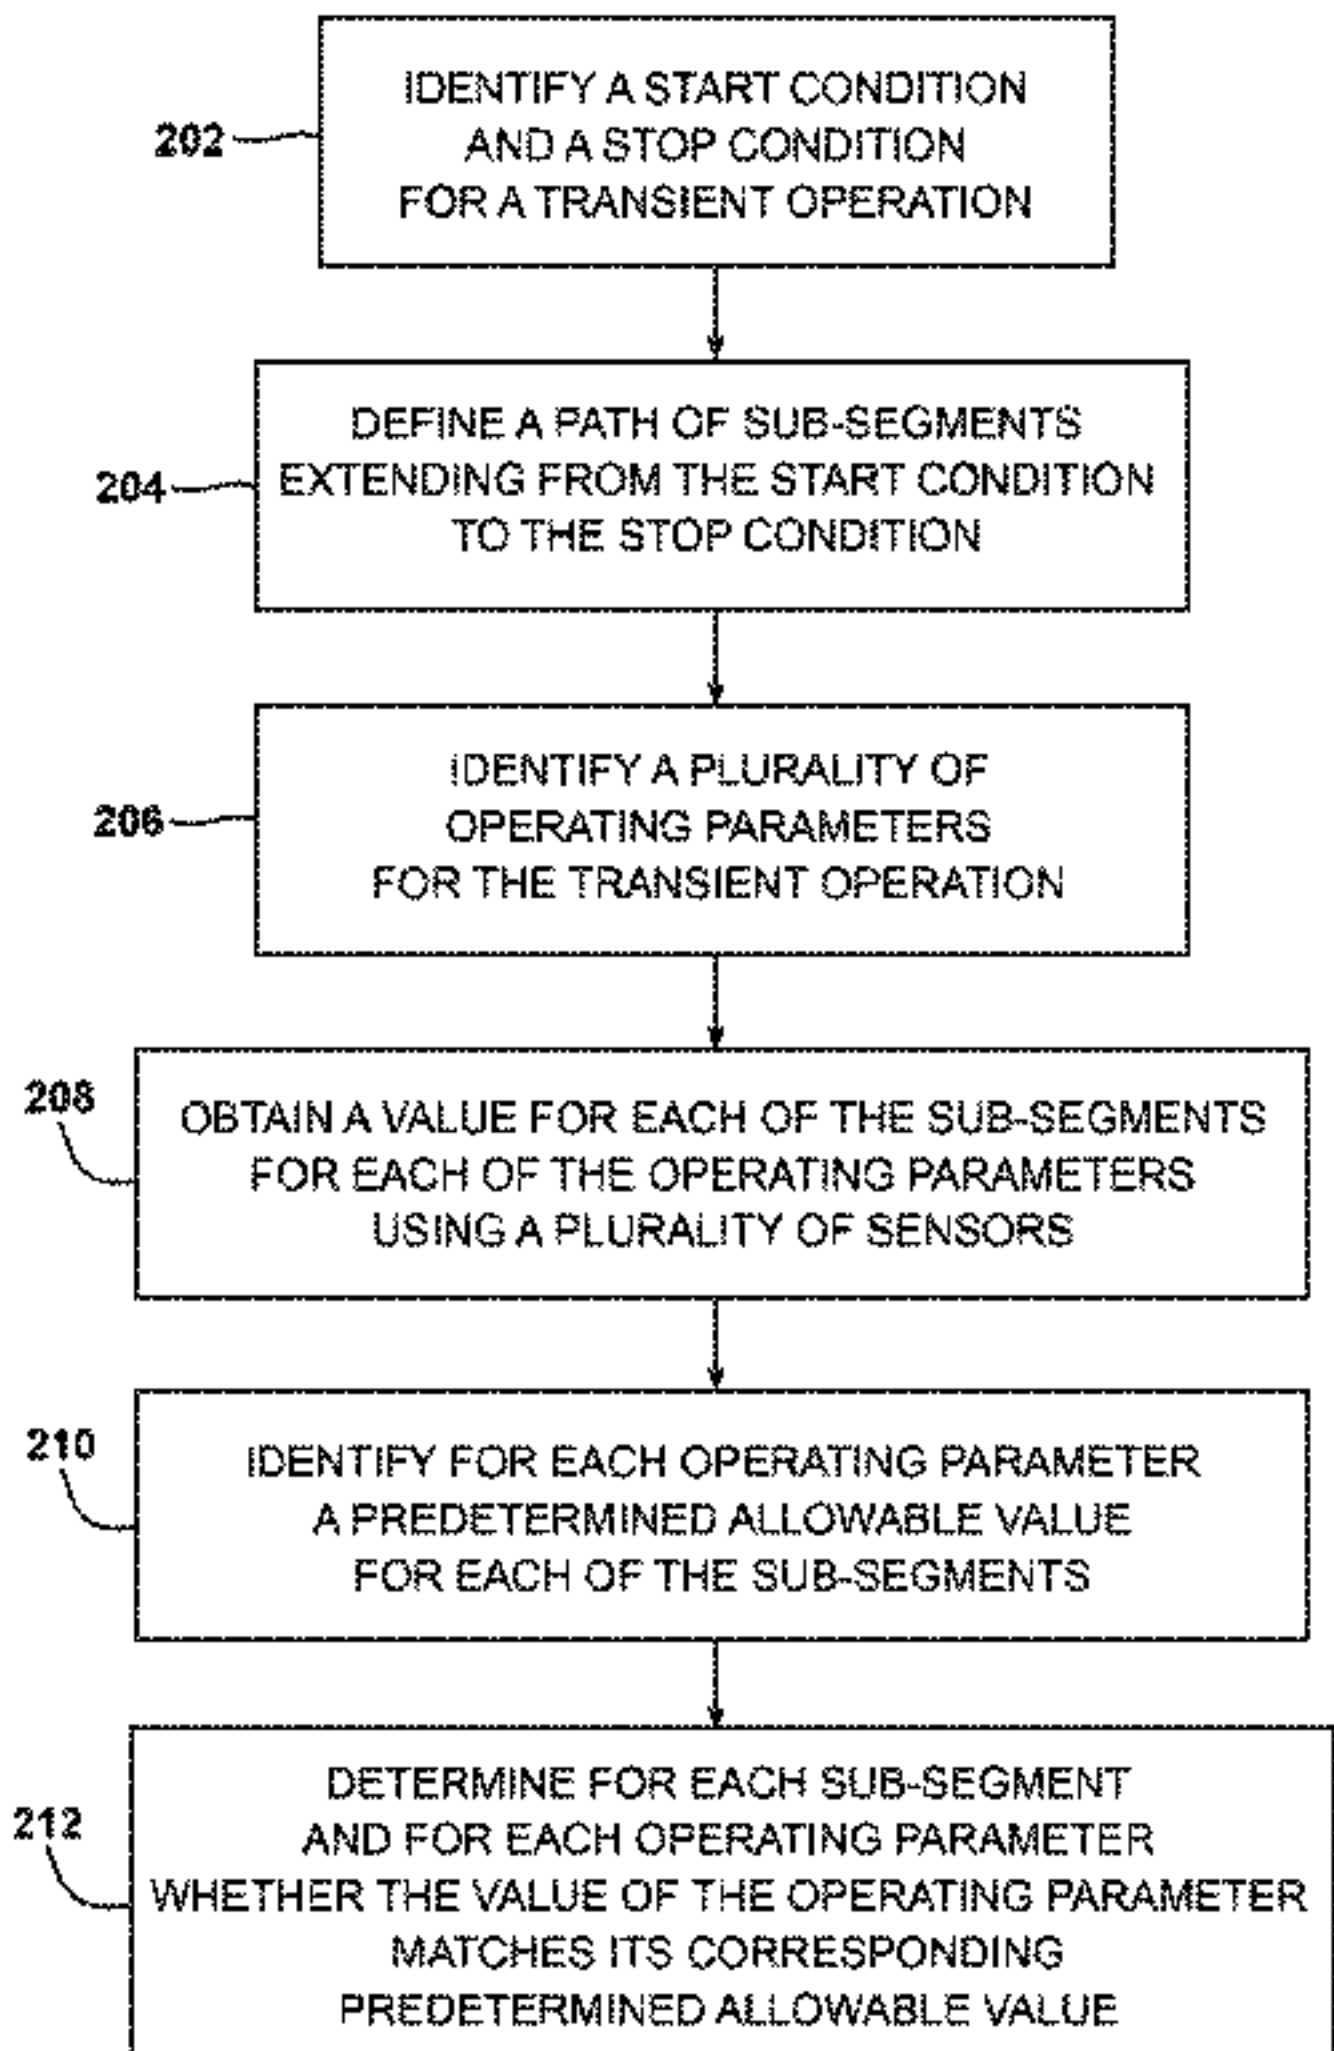 202
IDENTIFY A START CONDITION
AND A STOP CONDITION
FOR A TRANSIENT OPERATION
204
DEFINE A PATH OF SUB-SEGMENTS
EXTENDING FROM THE START CONDITION
TO THE STOP CONDITION
206
IDENTIFY A PLURALITY OF
OPERATING PARAMETERS
FOR THE TRANSIENT OPERATION
208
OBTAIN A VALUE FOR EACH OF THE SUB-SEGMENTS
FOR EACH OF THE OPERATING PARAMETERS
USING A PLURALITY OF SENSORS
210
IDENTIFY FOR EACH OPERATING PARAMETER
A PREDETERMINED ALLOWABLE VALUE
FOR EACH OF THE SUB-SEGMENTS
212
DETERMINE FOR EACH SUB-SEGMENT
AND FOR EACH OPERATING PARAMETER
WHETHER THE VALUE OF THE OPERATING PARAMETER
MATCHES ITS CORRESPONDING
PREDETERMINED ALLOWABLE VALUE